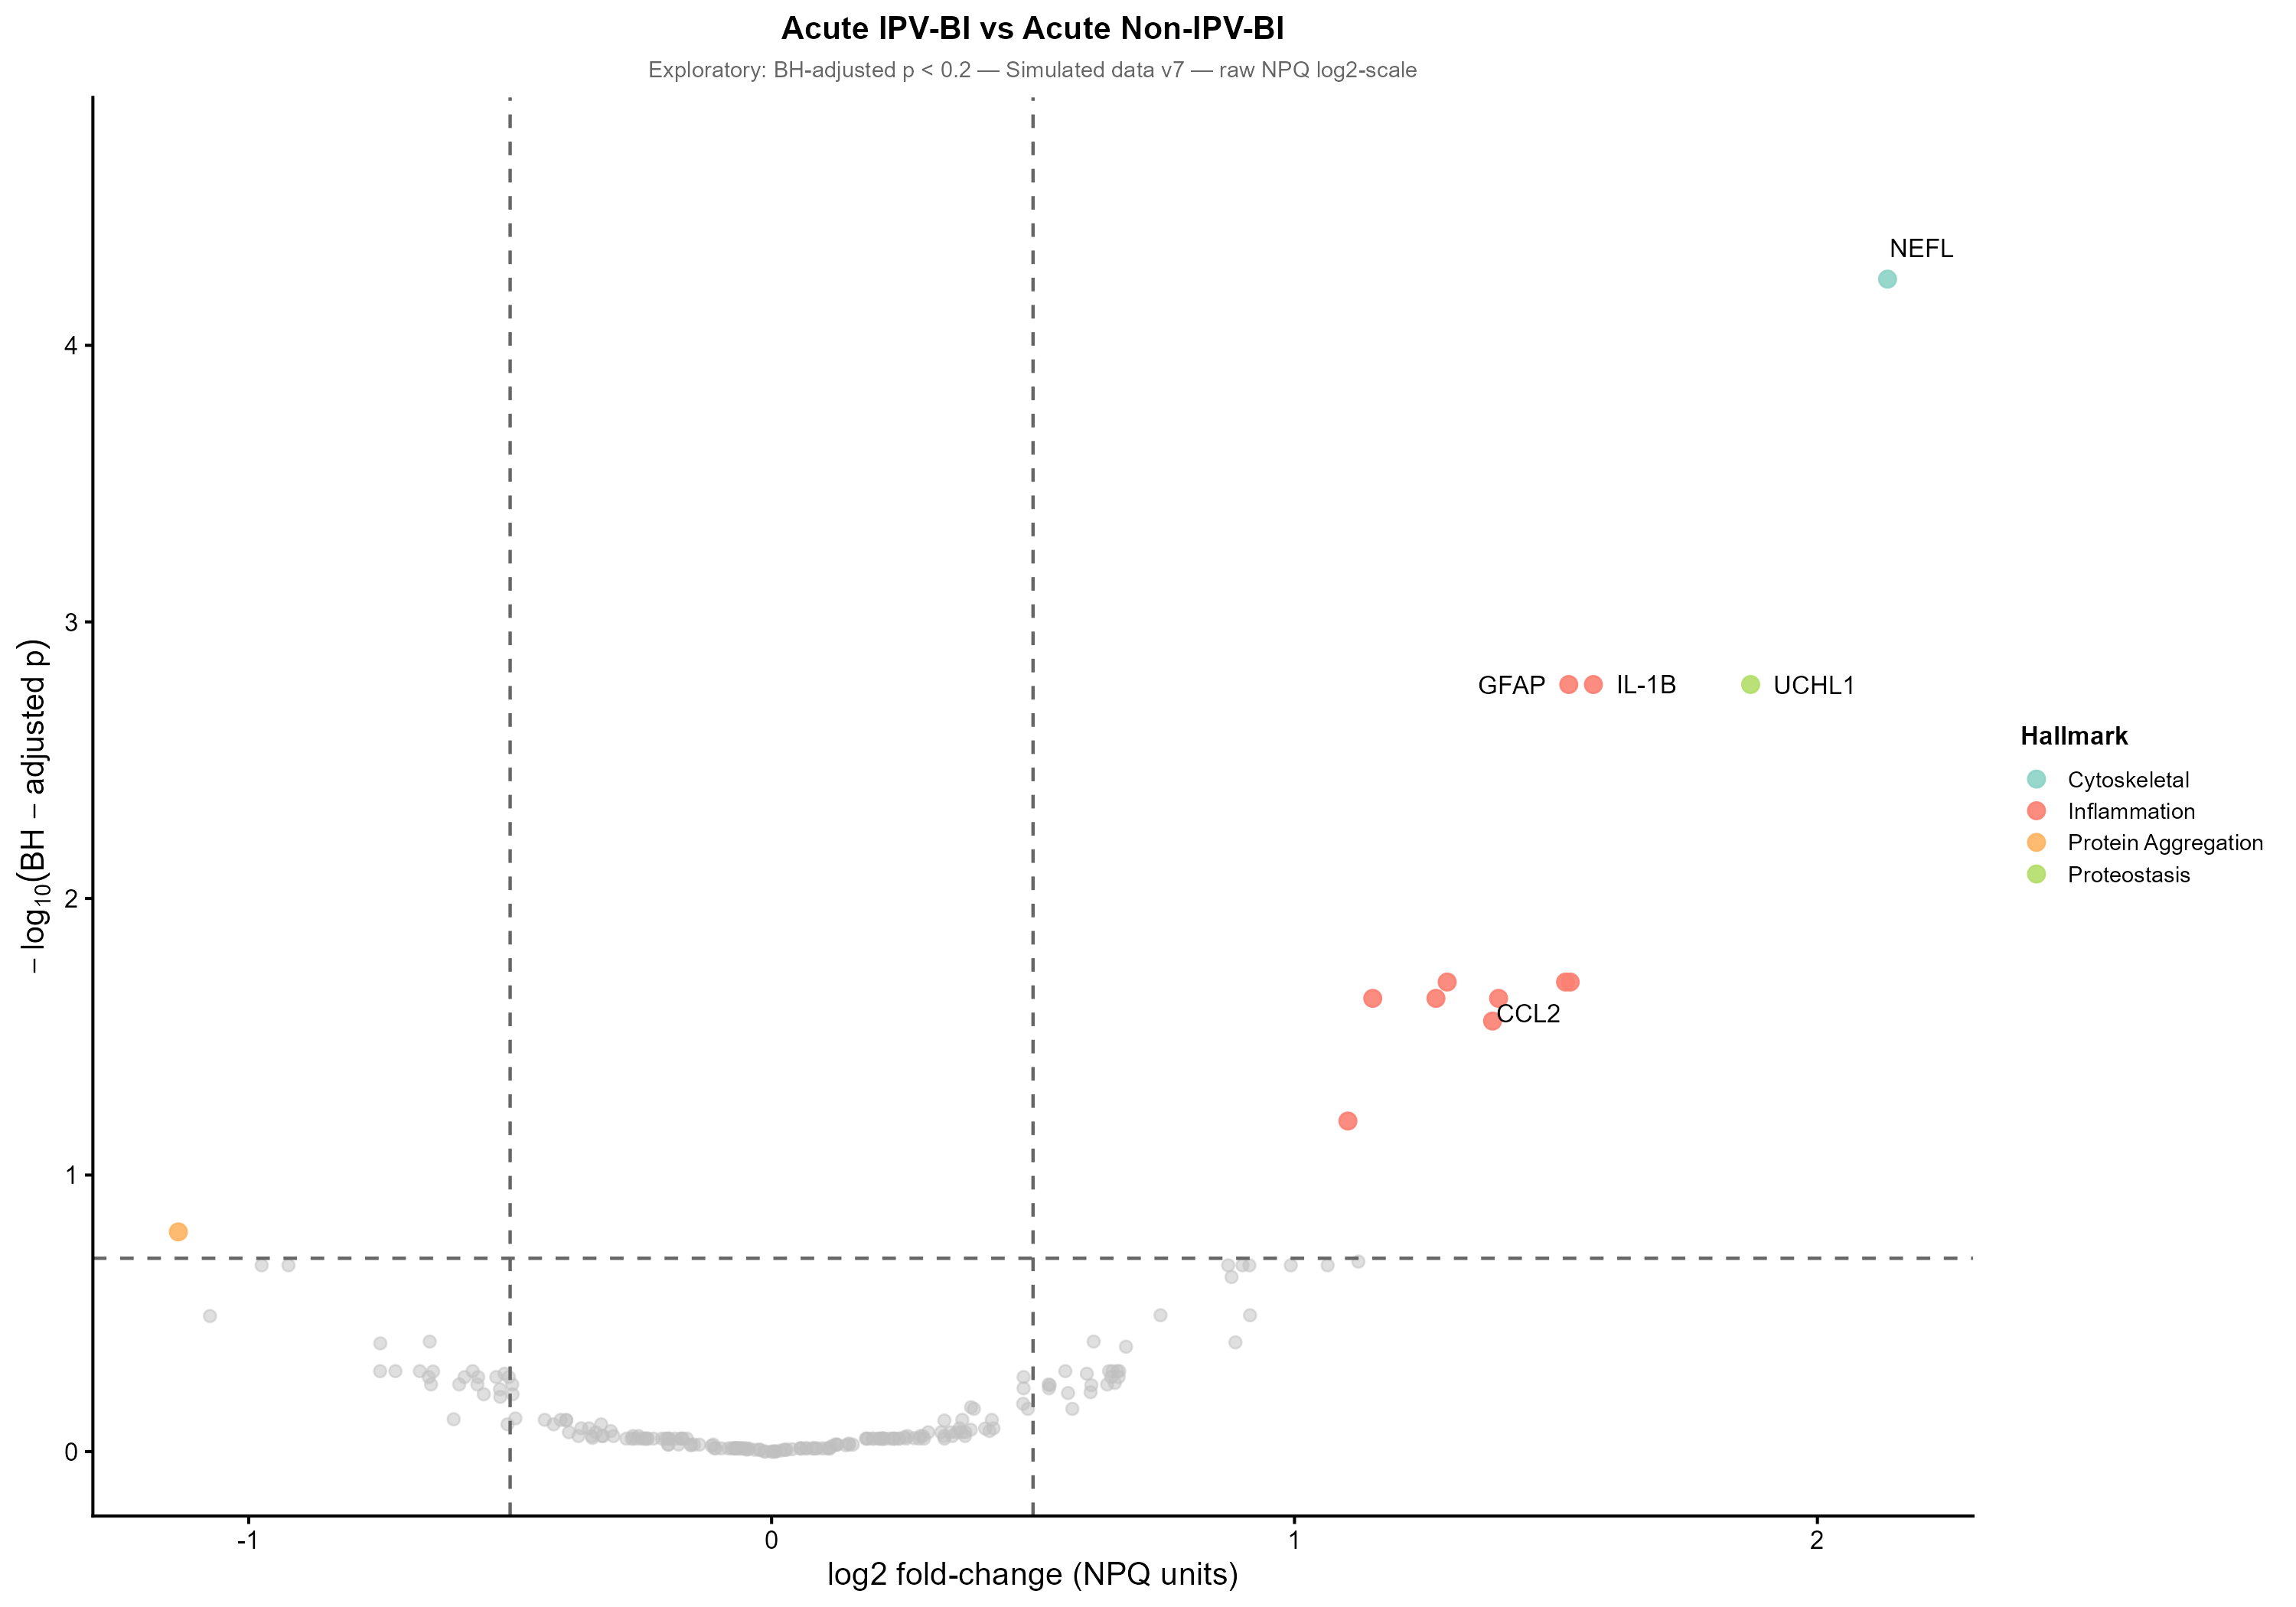 Acute IPV-BI vs Acute Non-IPV-BI
Exploratory: BH-adjusted p < 0.2 — Simulated data v7 — raw NPQ log2-scale
− log10(BH − adjusted p)
4
3
2
1
0
NEFL
GFAP
IL-1B
UCHL1
CCL2
-1
0
1
2
log2 fold-change (NPQ units)
Hallmark
Cytoskeletal
Inflammation
Protein Aggregation
Proteostasis